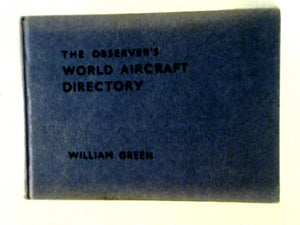 THE OBSERVER'S
WORLD AIRCRAFT
DIRECTORY
WILLIAM GREEN